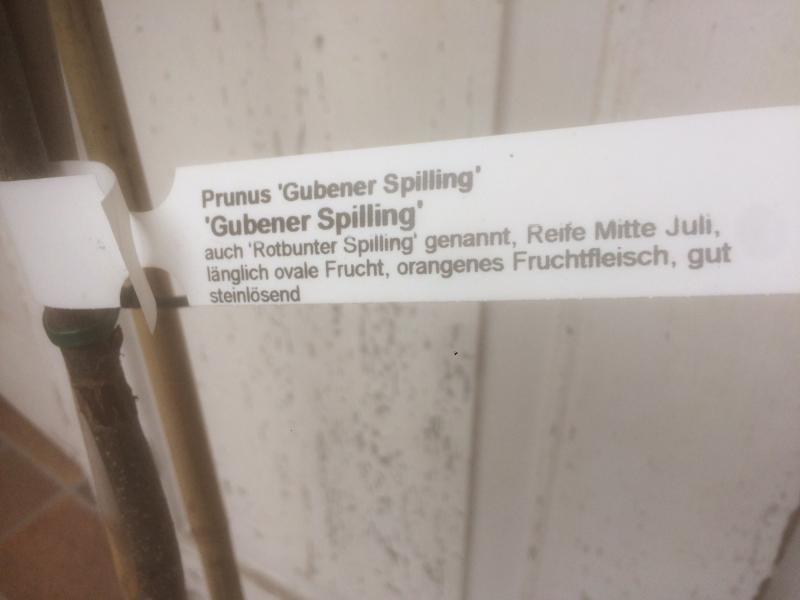 Prunus 'Gubener Spilling'
'Gubener Spilling'
auch 'Rotbunter Spilling' genannt, Reife Mitte Juli,
länglich ovale Frucht, orangenes Fruchtfleisch, gut
steinlösend